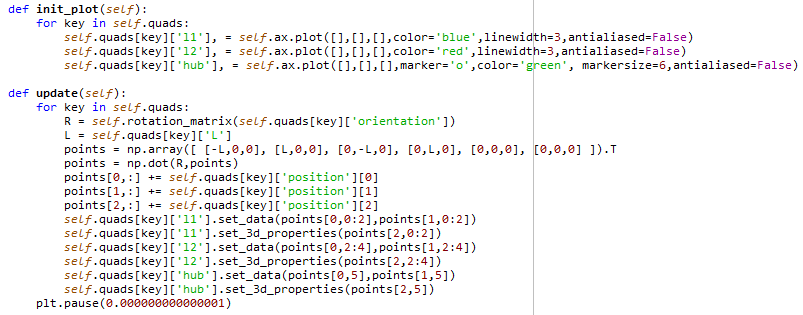 def init_plot(self):
    for key in self.quads:
        self.quads[key]['l1'], = self.ax.plot([],[],[],color='blue',linewidth=3,antialiased=False)
        self.quads[key]['l2'], = self.ax.plot([],[],[],color='red',linewidth=3,antialiased=False)
        self.quads[key]['hub'], = self.ax.plot([],[],[],marker='o',color='green', markersize=6,antialiased=False)

def update(self):
    for key in self.quads:
        R = self.rotation_matrix(self.quads[key]['orientation'])
        L = self.quads[key]['L']
        points = np.array([ [-L,0,0], [L,0,0], [0,-L,0], [0,L,0], [0,0,0], [0,0,0] ]).T
        points = np.dot(R,points)
        points[0,:] += self.quads[key]['position'][0]
        points[1,:] += self.quads[key]['position'][1]
        points[2,:] += self.quads[key]['position'][2]
        self.quads[key]['l1'].set_data(points[0,0:2],points[1,0:2])
        self.quads[key]['l1'].set_3d_properties(points[2,0:2])
        self.quads[key]['l2'].set_data(points[0,2:4],points[1,2:4])
        self.quads[key]['l2'].set_3d_properties(points[2,2:4])
        self.quads[key]['hub'].set_data(points[0,5],points[1,5])
        self.quads[key]['hub'].set_3d_properties(points[2,5])
    plt.pause(0.000000000000001)